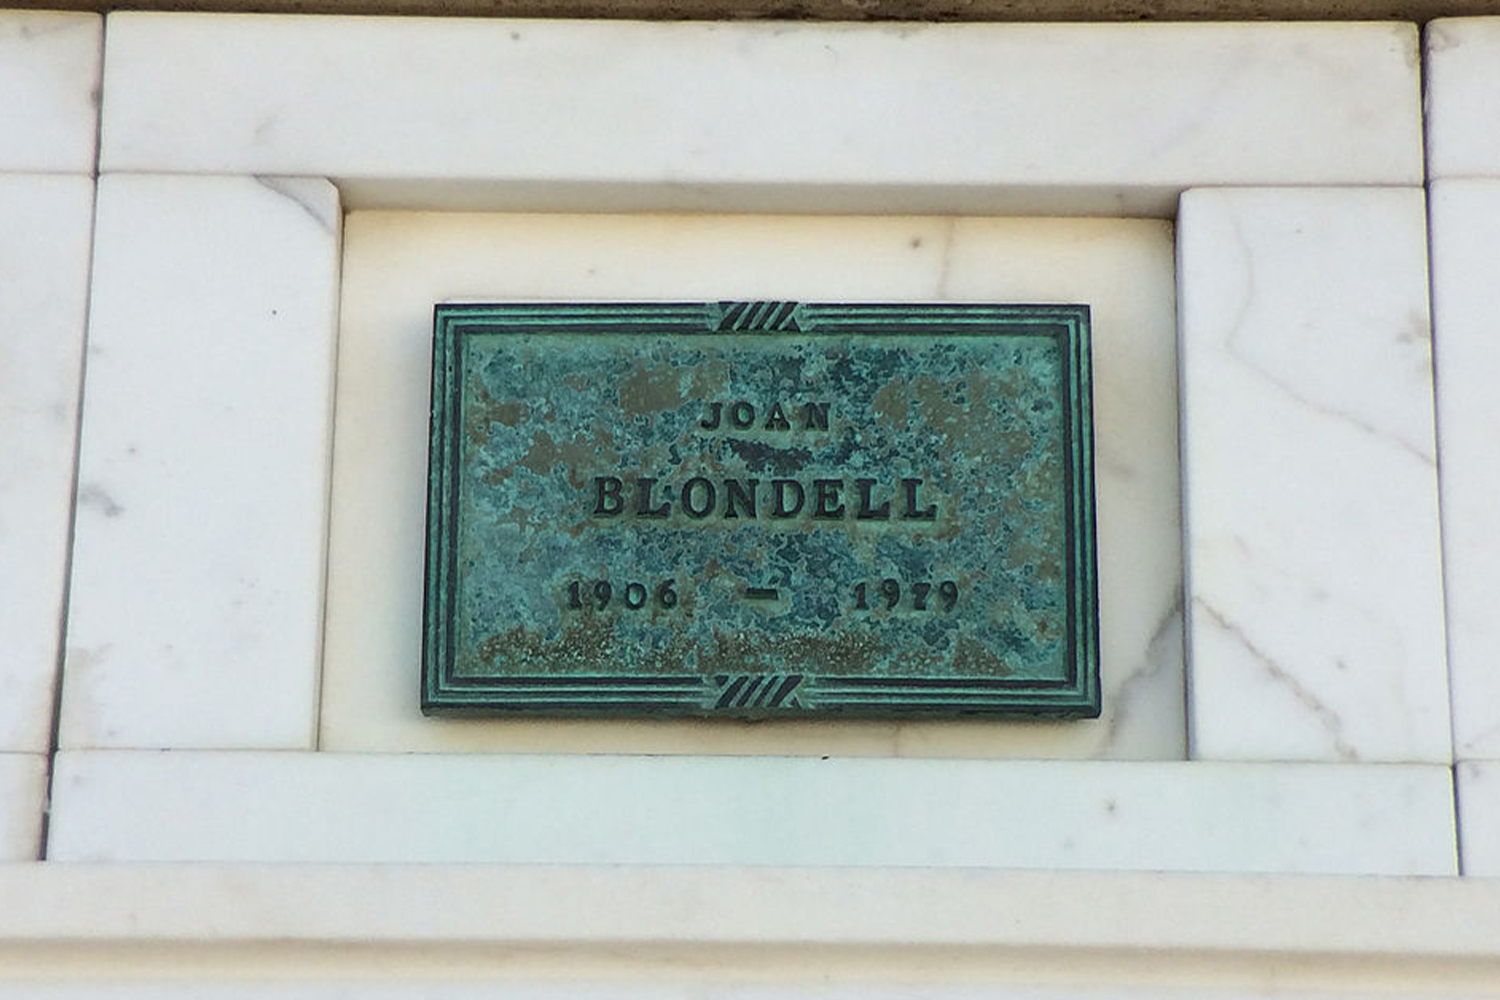 JOAN
BLONDELL
1906 — 1979